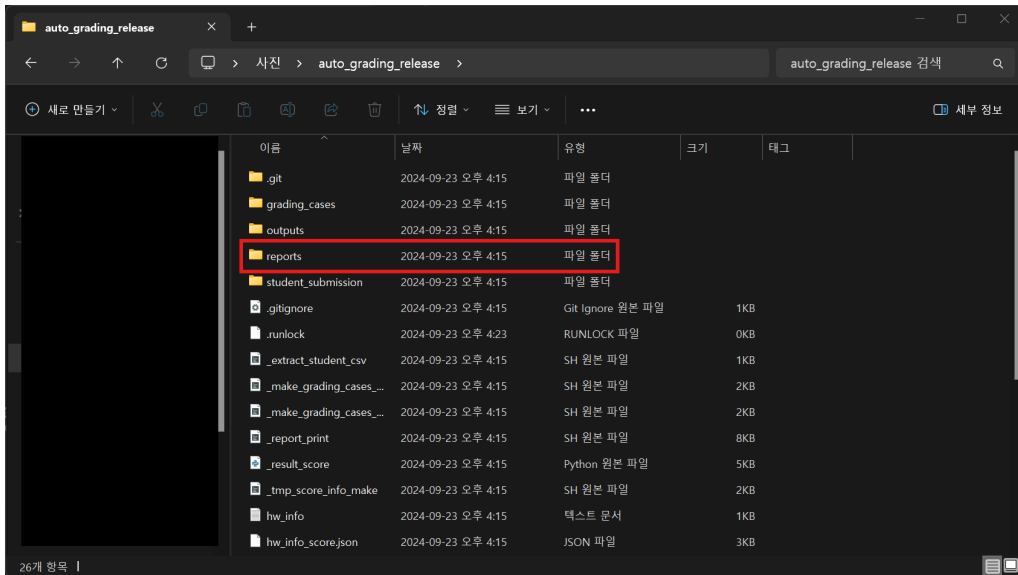 auto_grading_release
사진 auto_grading_release
auto_grading_release 검색
새로 만들기
정렬
보기
세부 정보
이름 날짜 유형 크기 태그
.git 2024-09-23 오후 4:15 파일 폴더
grading_cases 2024-09-23 오후 4:15 파일 폴더
outputs 2024-09-23 오후 4:15 파일 폴더
reports 2024-09-23 오후 4:15 파일 폴더
student_submission 2024-09-23 오후 4:15 파일 폴더
.gitignore 2024-09-23 오후 4:15 Git Ignore 원본 파일 1KB
.runlock 2024-09-23 오후 4:23 RUNLOCK 파일 0KB
_extract_student_csv 2024-09-23 오후 4:15 SH 원본 파일 1KB
_make_grading_cases_... 2024-09-23 오후 4:15 SH 원본 파일 2KB
_make_grading_cases_... 2024-09-23 오후 4:15 SH 원본 파일 2KB
_report_print 2024-09-23 오후 4:15 SH 원본 파일 8KB
_result_score 2024-09-23 오후 4:15 Python 원본 파일 5KB
_tmp_score_info_make 2024-09-23 오후 4:15 SH 원본 파일 2KB
hw_info 2024-09-23 오후 4:15 텍스트 문서 1KB
hw_info_score.json 2024-09-23 오후 4:15 JSON 파일 3KB
26개 항목